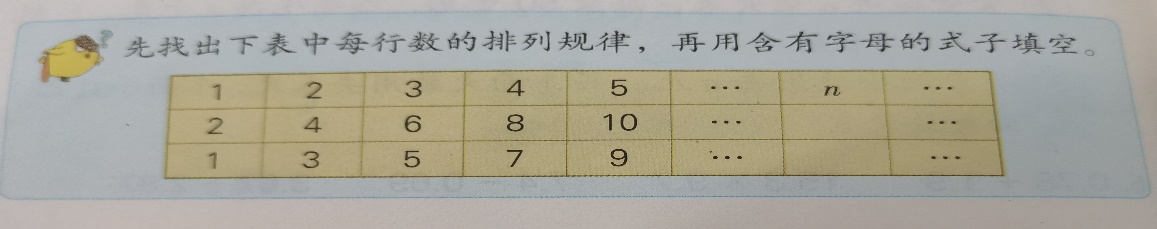 先找出下表中每行数的排列规律，再用含有字母的式子填空。
1 2 3 4 5 … n …
2 4 6 8 10 … …
1 3 5 7 9 … …